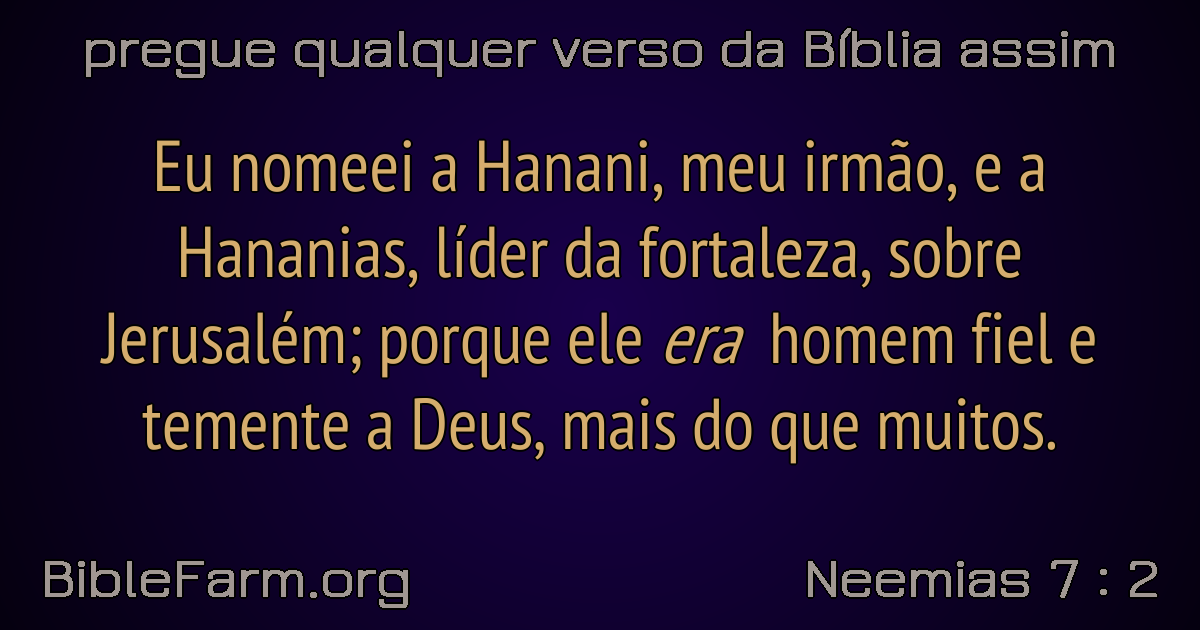 pregue qualquer verso da Bíblia assim
Eu nomeei a Hanani, meu irmão, e a
Hananias, líder da fortaleza, sobre
Jerusalém; porque ele era homem fiel e
temente a Deus, mais do que muitos.
BibleFarm.org
Neemias 7 : 2